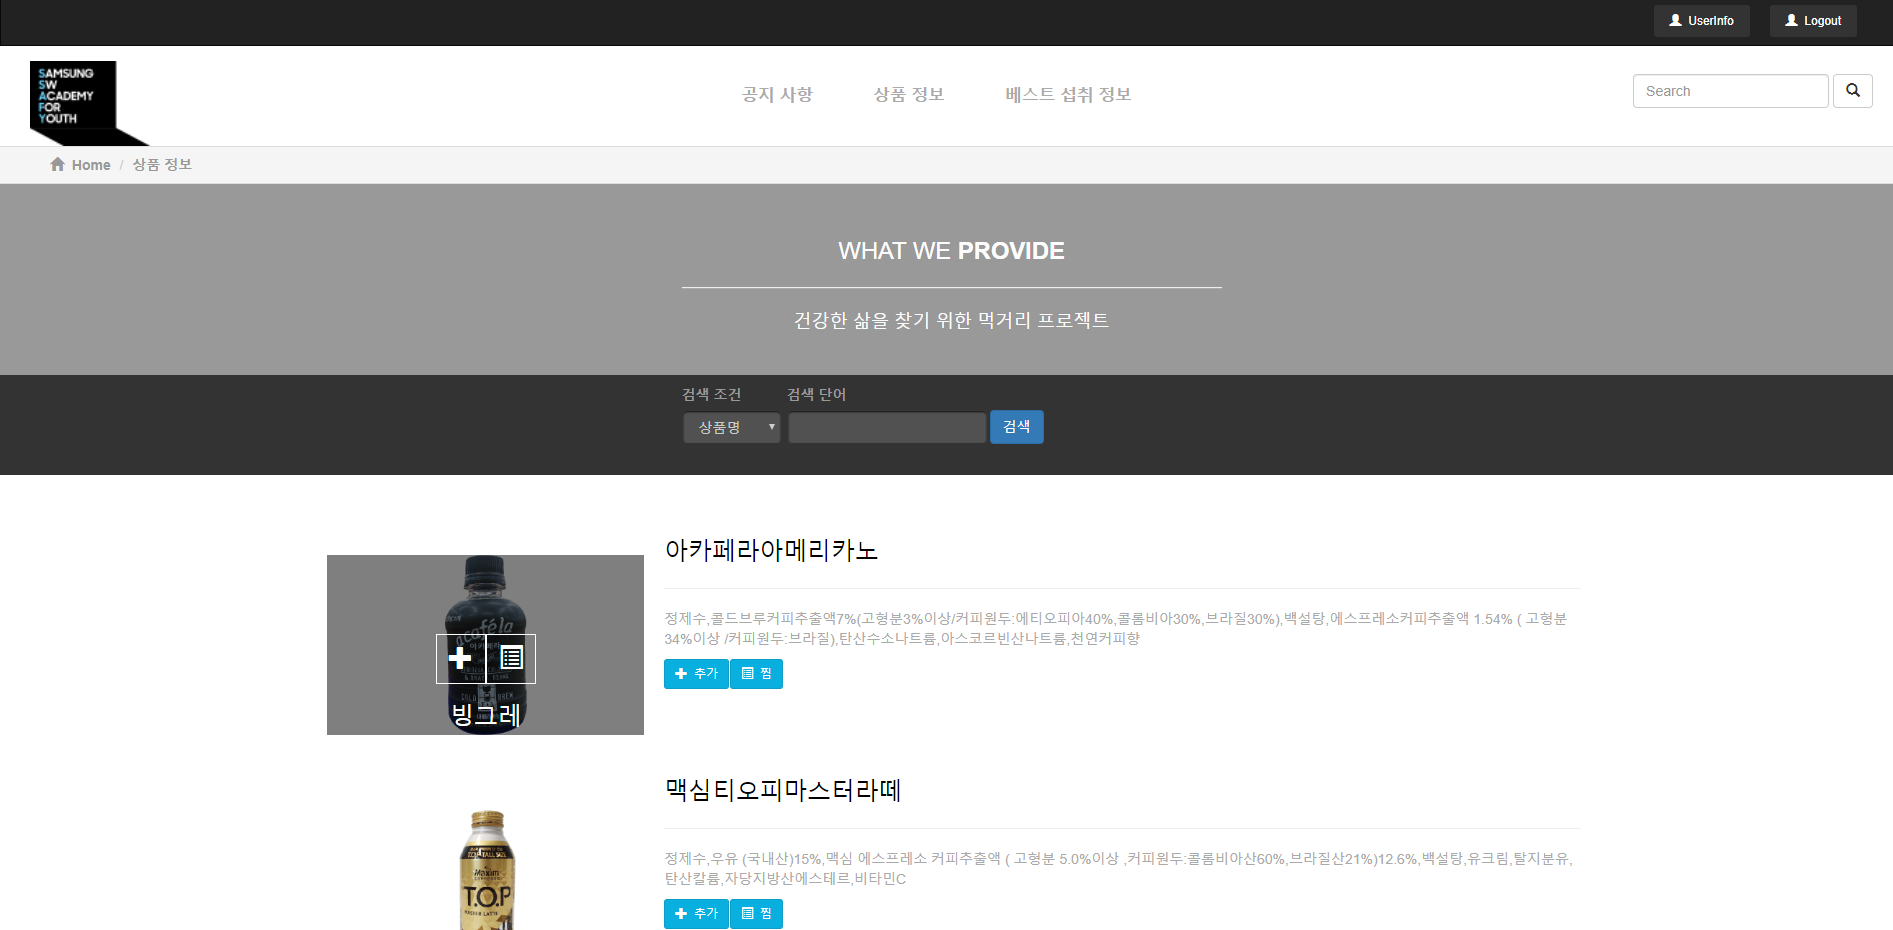 UserInfo
Logout
SAMSUNG
SW
ACADEMY
FOR
YOUTH
공지 사항
상품 정보
베스트 섭취 정보
Search
Home / 상품 정보
WHAT WE PROVIDE
건강한 삶을 찾기 위한 먹거리 프로젝트
검색 조건
검색 단어
상품명
검색
아카페라아메리카노
정제수,콜드브루커피추출액7%(고형분3%이상/커피원두:에티오피아40%,콜롬비아30%,브라질30%),백설탕,에스프레소커피추출액 1.54% ( 고형분
34%이상 /커피원두:브라질),탄산수소나트륨,아스코르빈산나트륨,천연커피향
추가
찜
acaféla
아카페라
COLD BREW
빙그레
맥심티오피마스터라떼
정제수,우유 (국내산)15%,맥심 에스프레소 커피추출액 ( 고형분 5.0%이상 ,커피원두:콜롬비아산60%,브라질산21%)12.6%,백설탕,유크림,탈지분유,
탄산칼륨,자당지방산에스테르,비타민C
추가
찜
TALL SIZE
Maxim
T.O.P
MASTER LATTE